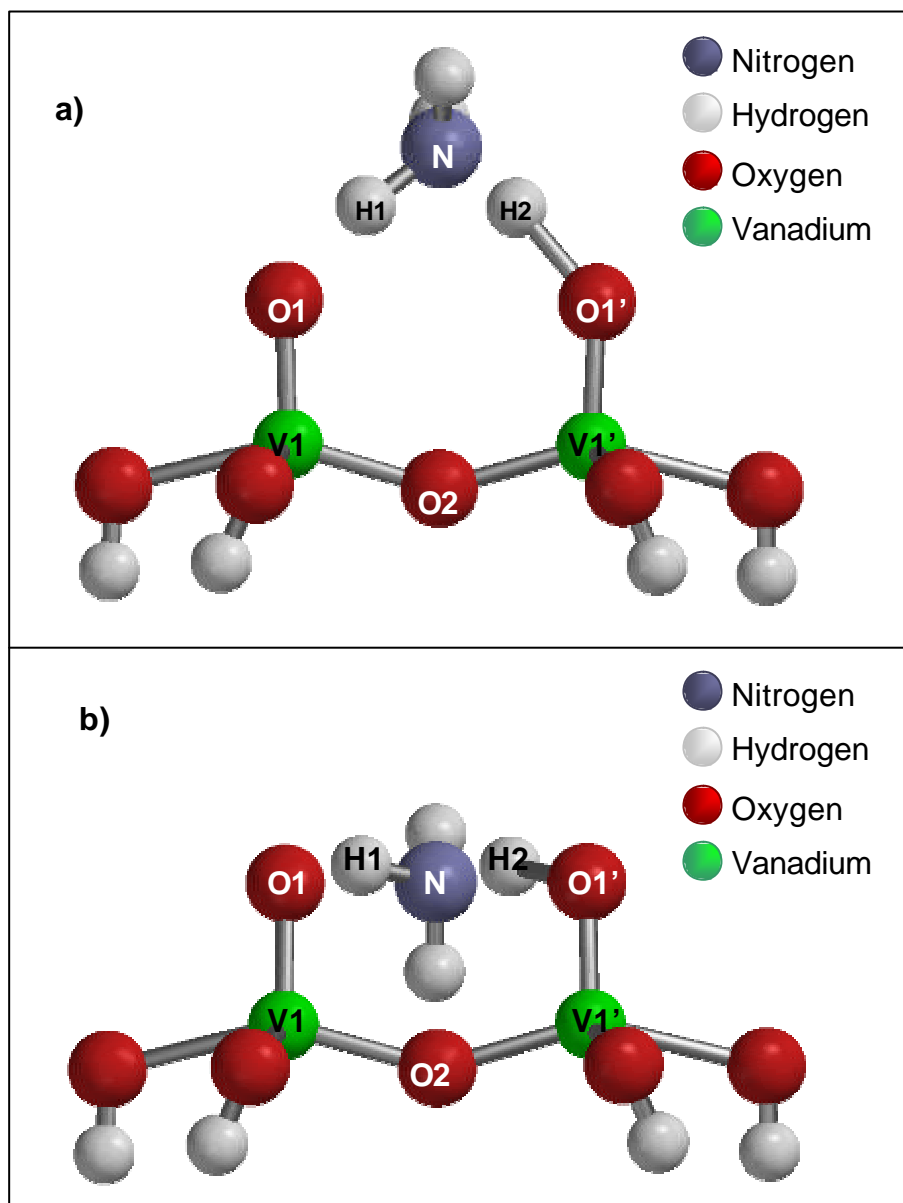 a)
Nitrogen
Hydrogen
Oxygen
Vanadium
N
H1 H2
O1 O1’
V1 V1’
O2
b)
Nitrogen
Hydrogen
Oxygen
Vanadium
H1 H2
O1 N O1’
V1 V1’
O2